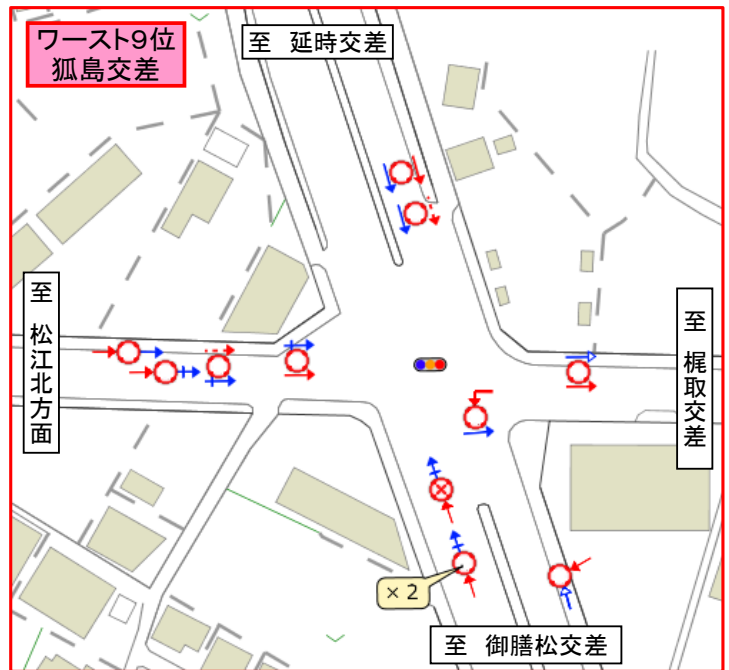 ワースト9位
狐島交差
至 延時交差
至 松江北方面
至 梶取交差
×2
至 御膳松交差